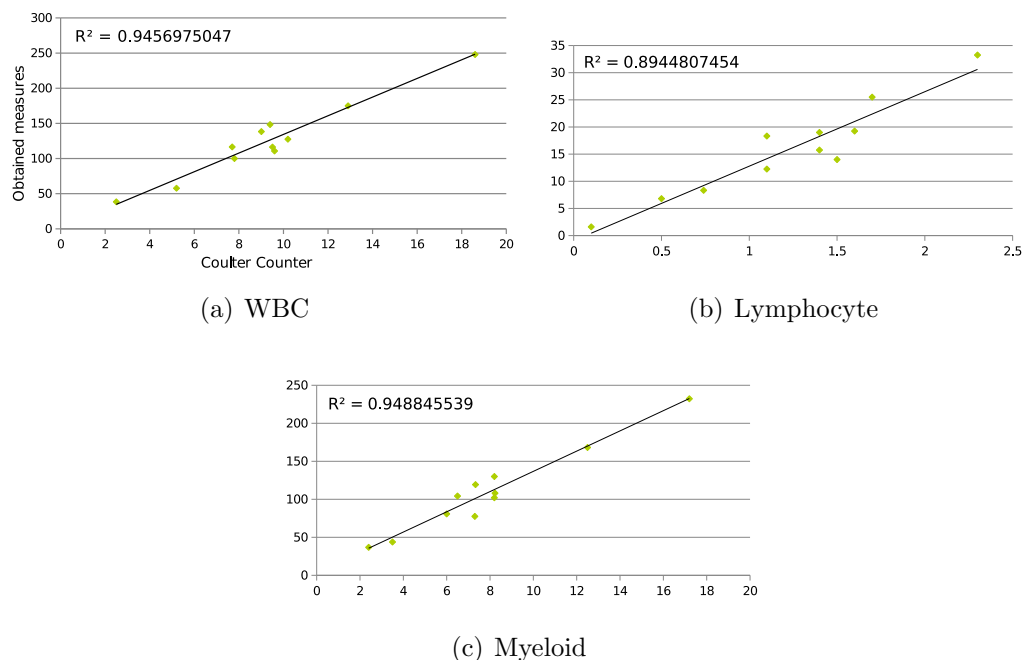 300
250
200
150
100
50
0
R² = 0.9456975047
Obtained measures
0 2 4 6 8 10 12 14 16 18 20
Coulter Counter
(a) WBC
35
30
25
20
15
10
5
0
R² = 0.8944807454
0 0.5 1 1.5 2 2.5
(b) Lymphocyte
250
200
150
100
50
0
R² = 0.948845539
0 2 4 6 8 10 12 14 16 18 20
(c) Myeloid